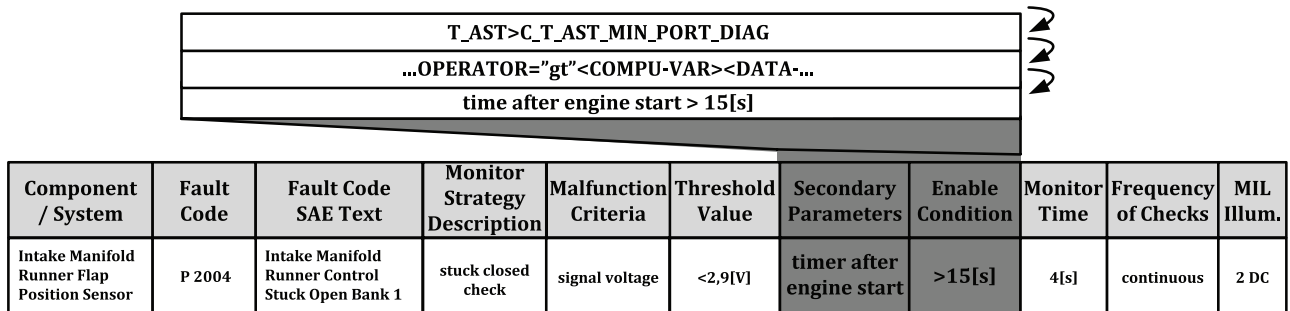 T_AST>C_T_AST_MIN_PORT_DIAG
...OPERATOR=”gt”<COMPU-VAR><DATA-...
time after engine start > 15[s]
Component / System
Fault Code
Fault Code SAE Text
Monitor Strategy Description
Malfunction Criteria
Threshold Value
Secondary Parameters
Enable Condition
Monitor Time
Frequency of Checks
MIL Illum.
Intake Manifold
Runner Flap
Position Sensor
P 2004
Intake Manifold
Runner Control
Stuck Open Bank 1
stuck closed
check
signal voltage
<2,9[V]
timer after
engine start
>15[s]
4[s]
continuous
2 DC